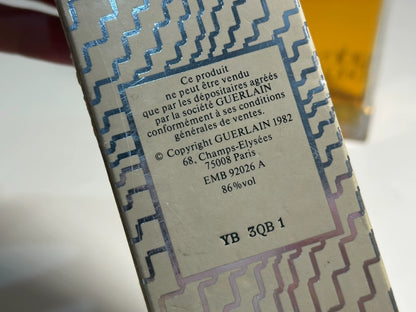 Ce produit
ne peut être vendu
que par les dépositaires agréés
par la société GUERLAIN
conformément à ses conditions
générales de ventes.
© Copyright GUERLAIN 1982
68, Champs-Elysées
75008 Paris
EMB 92026 A
86%vol
YB 3QB 1